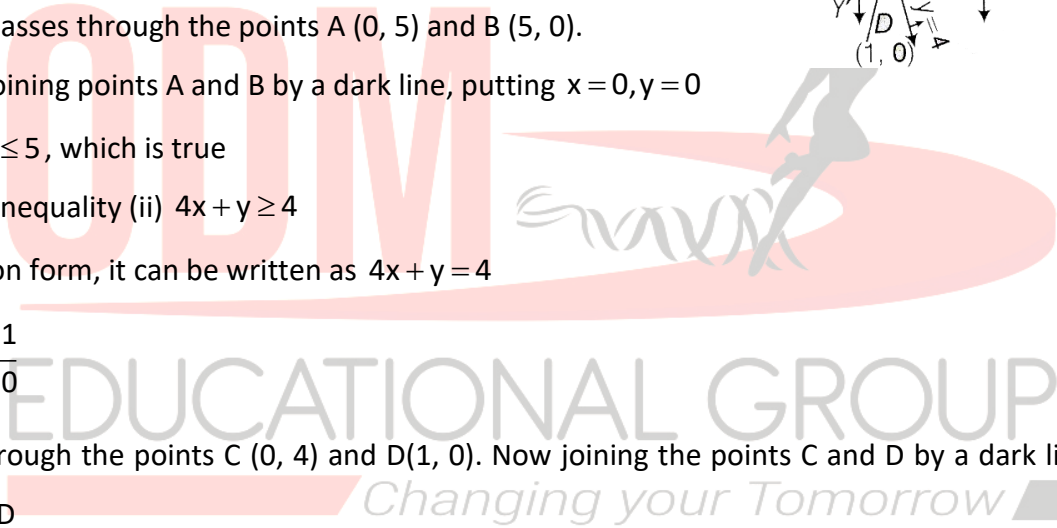 asses through the points A (0, 5) and B (5, 0).
Y'
D
y = 4
(1, 0)
oining points A and B by a dark line, putting x = 0, y = 0
≤ 5, which is true
nequality (ii) 4x + y ≥ 4
on form, it can be written as 4x + y = 4
1
0
rough the points C (0, 4) and D(1, 0). Now joining the points C and D by a dark li
D
ODM
EDUCATIONAL GROUP
Changing your Tomorrow